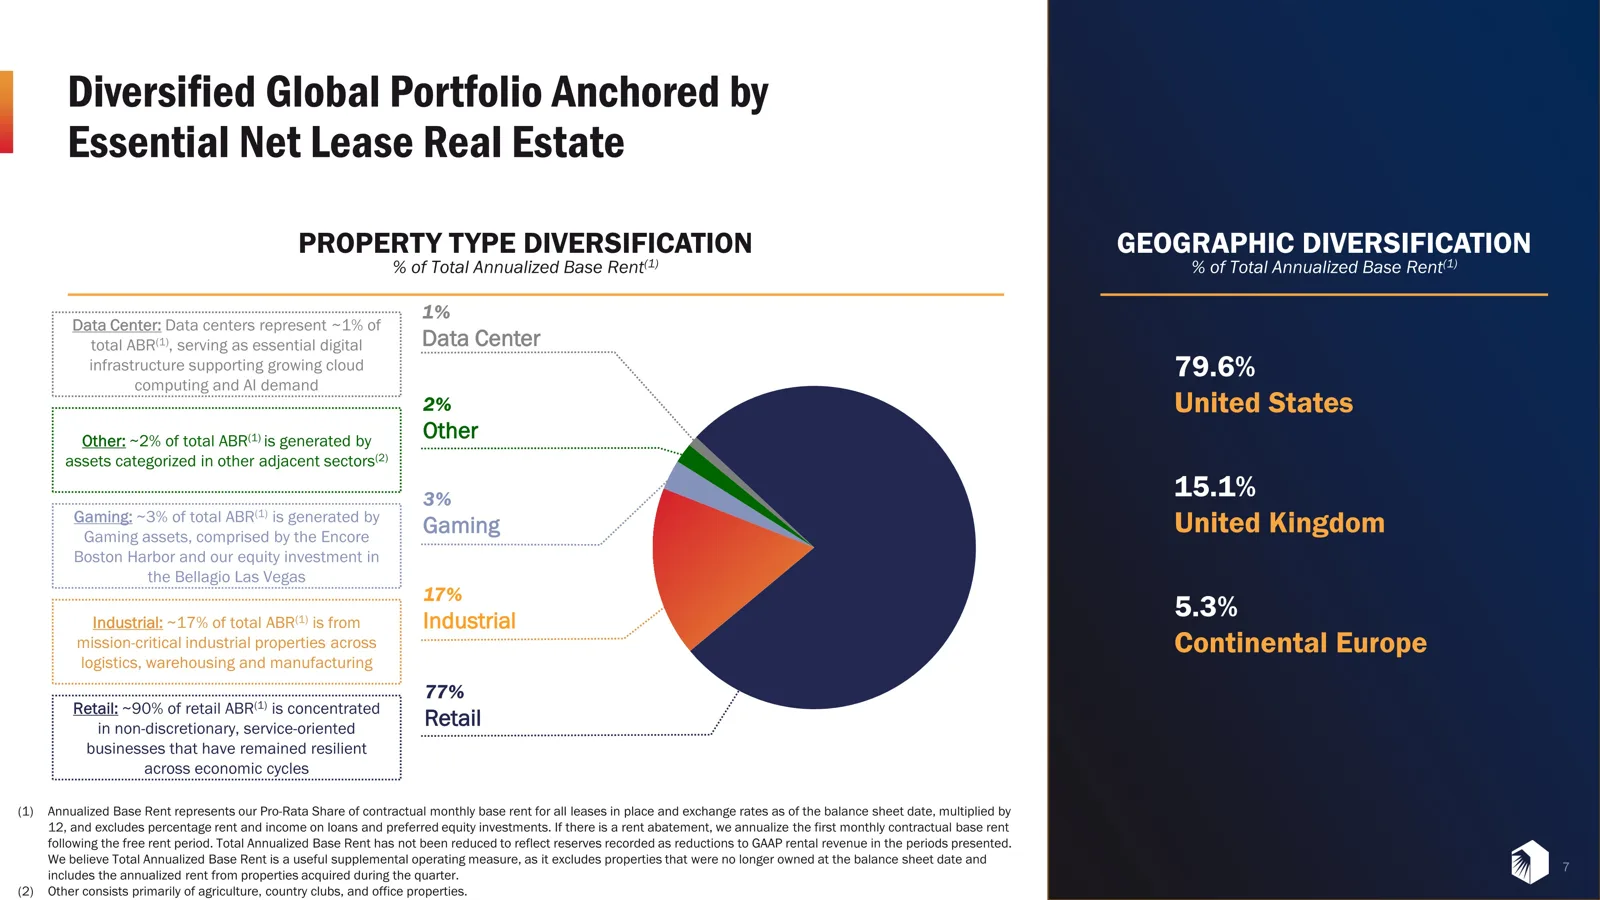 Diversified Global Portfolio Anchored by
Essential Net Lease Real Estate
PROPERTY TYPE DIVERSIFICATION
% of Total Annualized Base Rent(1)
Data Center: Data centers represent ~1% of
total ABR(1), serving as essential digital
infrastructure supporting growing cloud
computing and AI demand
Other: ~2% of total ABR(1) is generated by
assets categorized in other adjacent sectors(2)
Gaming: ~3% of total ABR(1) is generated by
Gaming assets, comprised by the Encore
Boston Harbor and our equity investment in
the Bellagio Las Vegas
Industrial: ~17% of total ABR(1) is from
mission-critical industrial properties across
logistics, warehousing and manufacturing
Retail: ~90% of retail ABR(1) is concentrated
in non-discretionary, service-oriented
businesses that have remained resilient
across economic cycles
1%
Data Center
2%
Other
3%
Gaming
17%
Industrial
77%
Retail
GEOGRAPHIC DIVERSIFICATION
% of Total Annualized Base Rent(1)
79.6%
United States
15.1%
United Kingdom
5.3%
Continental Europe
(1) Annualized Base Rent represents our Pro-Rata Share of contractual monthly base rent for all leases in place and exchange rates as of the balance sheet date, multiplied by
12, and excludes percentage rent and income on loans and preferred equity investments. If there is a rent abatement, we annualize the first monthly contractual base rent
following the free rent period. Total Annualized Base Rent has not been reduced to reflect reserves recorded as reductions to GAAP rental revenue in the periods presented.
We believe Total Annualized Base Rent is a useful supplemental operating measure, as it excludes properties that were no longer owned at the balance sheet date and
includes the annualized rent from properties acquired during the quarter.
(2) Other consists primarily of agriculture, country clubs, and office properties.
7